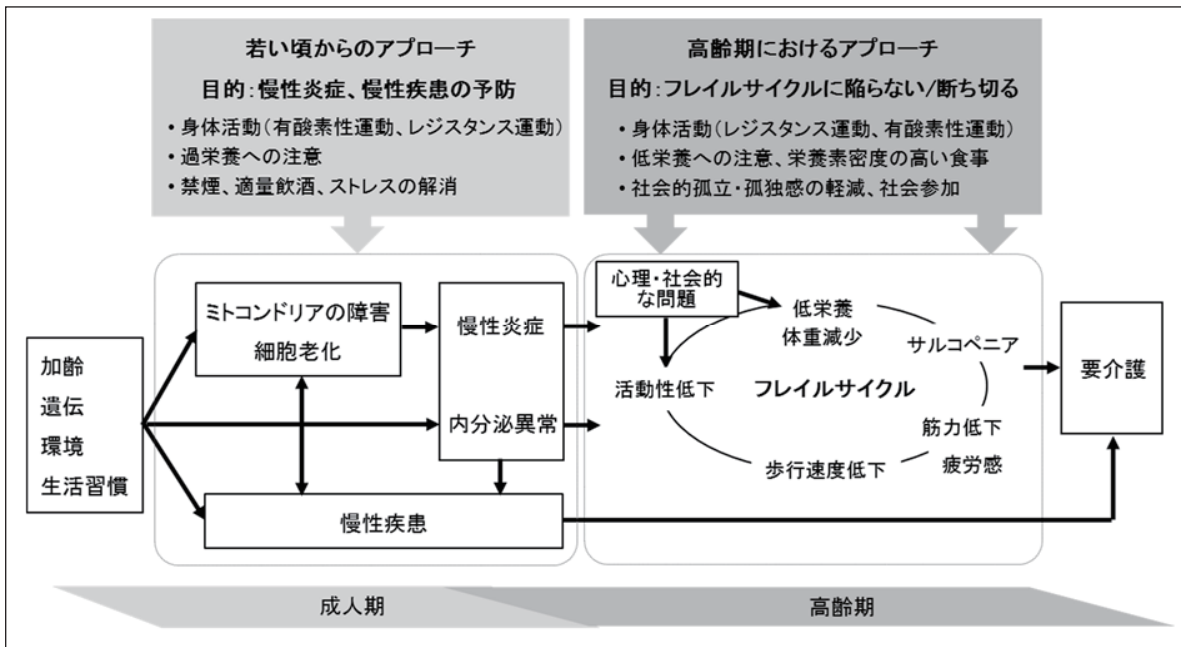 若い頃からのアプローチ
目的：慢性炎症、慢性疾患の予防
• 身体活動（有酸素性運動、レジスタンス運動）
• 過栄養への注意
• 禁煙、適量飲酒、ストレスの解消
高齢期におけるアプローチ
目的：フレイルサイクルに陥らない/断ち切る
• 身体活動（レジスタンス運動、有酸素性運動）
• 低栄養への注意、栄養素密度の高い食事
• 社会的孤立・孤独感の軽減、社会参加
加齢
遺伝
環境
生活習慣
ミトコンドリアの障害
細胞老化
慢性炎症
内分泌異常
慢性疾患
心理・社会的
な問題
低栄養
体重減少
サルコペニア
活動性低下
フレイルサイクル
筋力低下
疲労感
歩行速度低下
要介護
成人期
高齢期